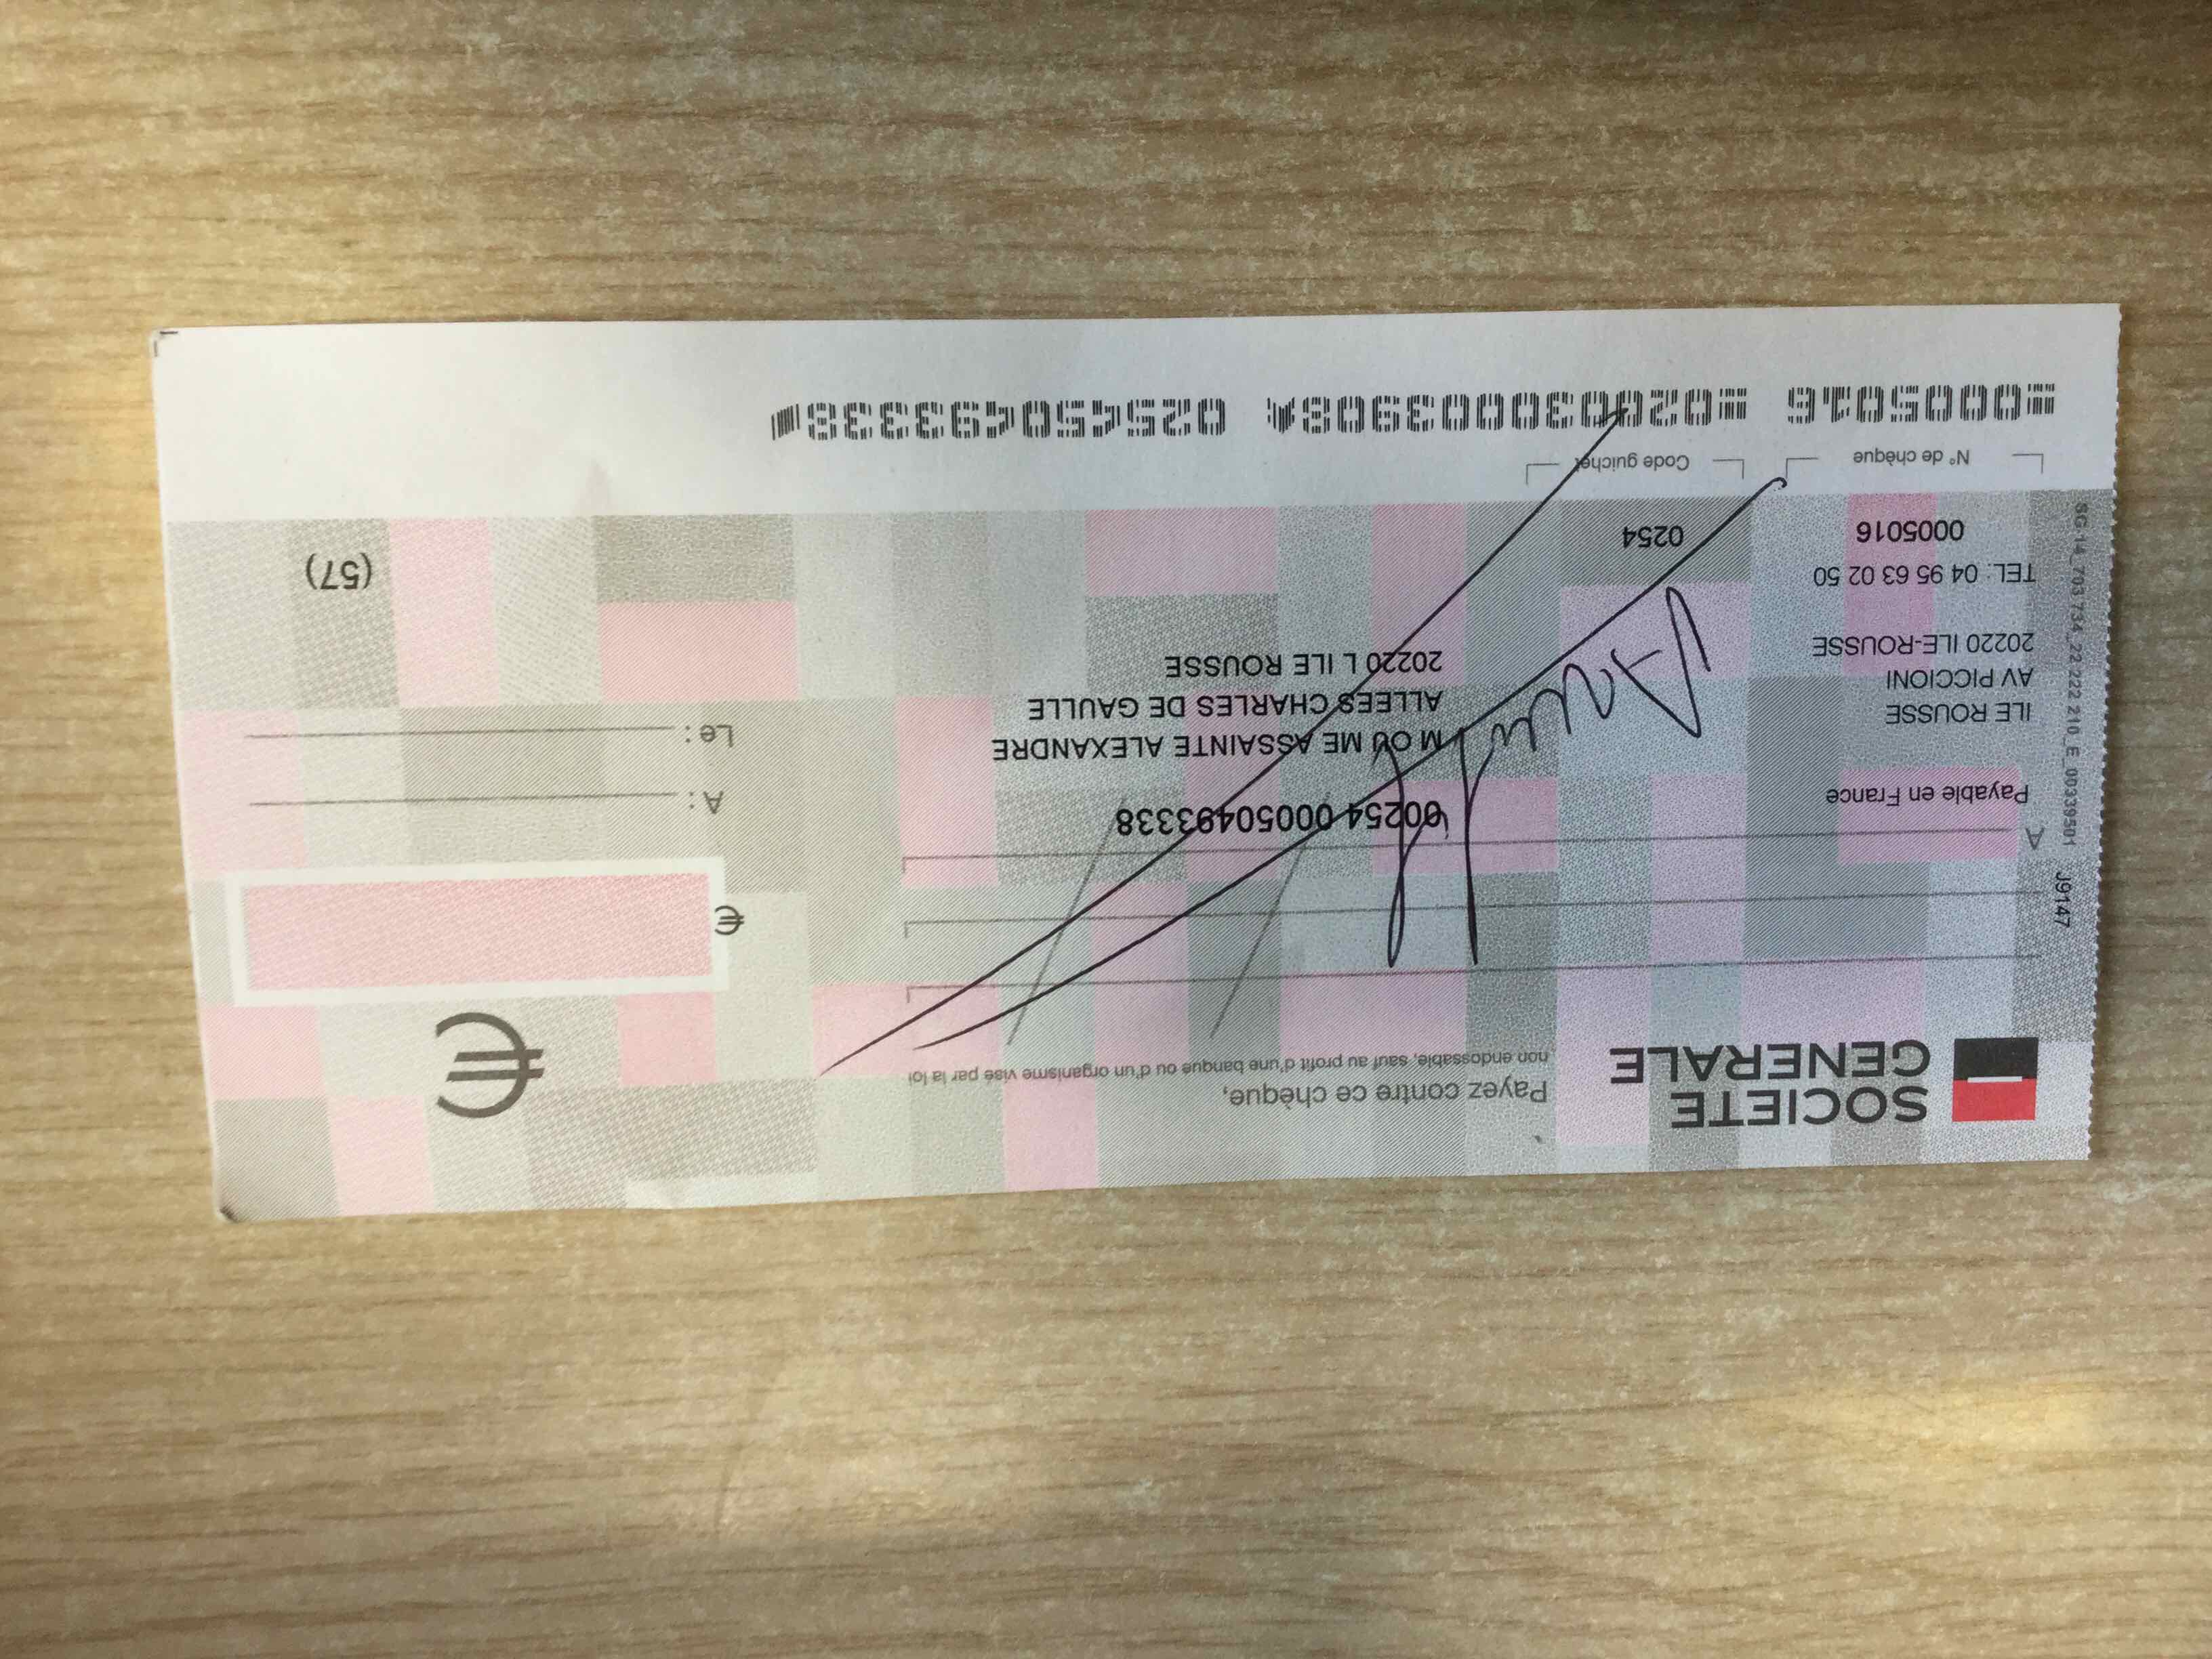 SOCIETE
GENERALE
Payez contre ce chèque,
non endossable, sauf au profit d'une banque ou d'un organisme visé par la loi
€
€
A
Payable en France
ILE ROUSSE
AV PICCIONI
20220 ILE-ROUSSE
TEL: 04 95 63 02 50
0005016
0254
00254 00050493338
M OU ME ASSAINTE ALEXANDRE
ALLEES CHARLES DE GAULLE
20220 L ILE ROUSSE
A :
Le :
(57)
N° de chèque
Code guichet
0005016 0200030003908 025450493338
J9147
Annulé